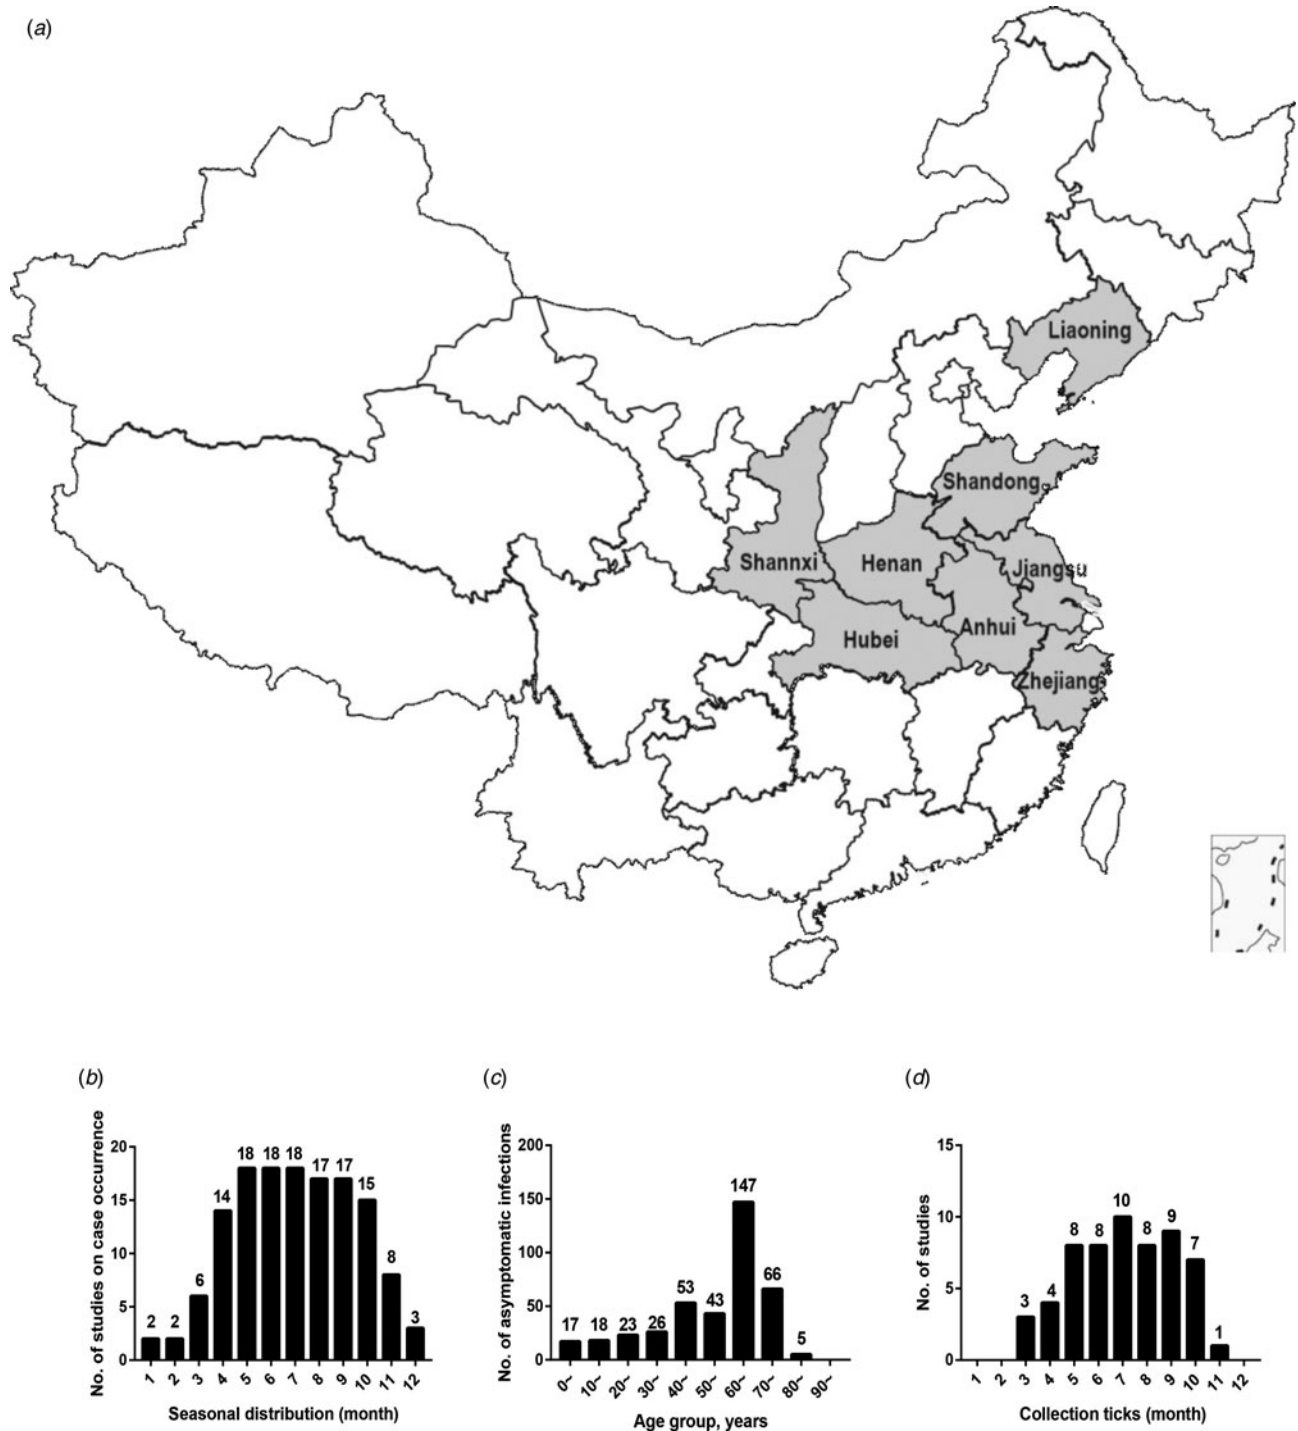 (a)
Liaoning
Shandong
Shannxi
Henan
Jiangsu
Anhui
Hubei
Zhejiang
(b)
No. of studies on case occurrence
20
15
10
5
0
2
2
6
14
18
18
18
17
17
15
8
3
1 2 3 4 5 6 7 8 9 10 11 12
Seasonal distribution (month)
(c)
No. of asymptomatic infections
200
150
100
50
0
17
18
23
26
53
43
147
66
5
0~ 10~ 20~ 30~ 40~ 50~ 60~ 70~ 80~ 90~
Age group, years
(d)
No. of studies
15
10
5
0
3
4
8
8
10
8
9
7
1
1 2 3 4 5 6 7 8 9 10 11 12
Collection ticks (month)